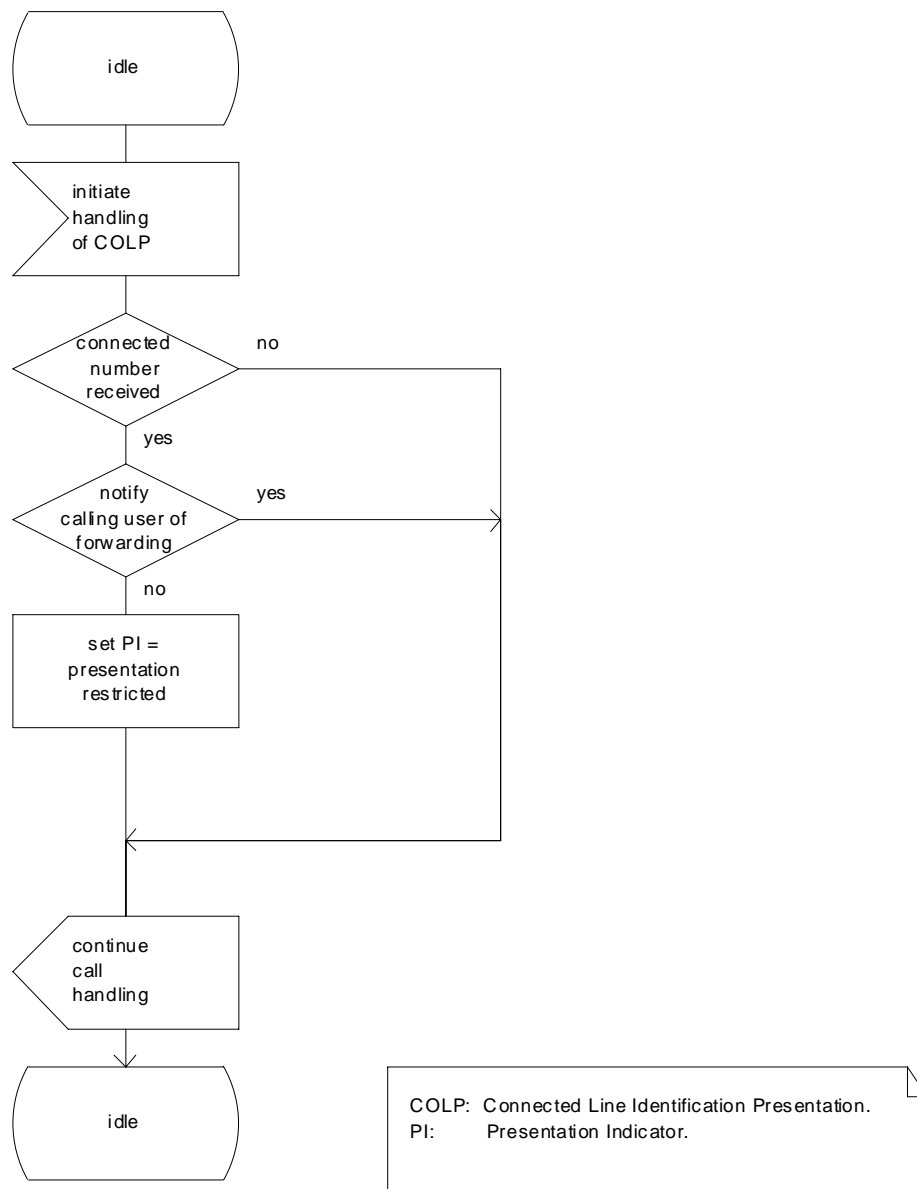 idle
initiate
handling
of COLP
connected
number
received
no
yes
notify
calling user of
forwarding
yes
no
set PI =
presentation
restricted
continue
call
handling
idle
COLP: Connected Line Identification Presentation.
PI: Presentation Indicator.